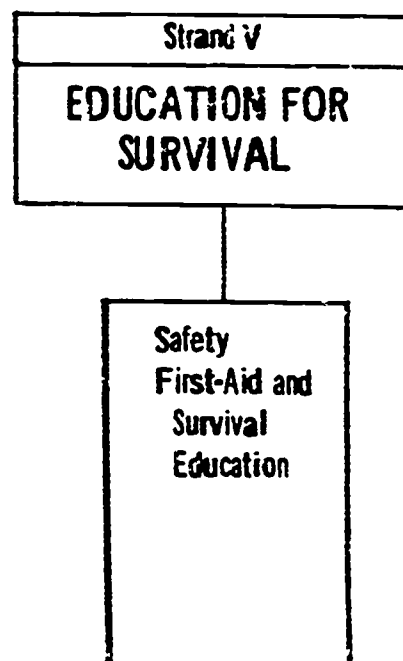 Strand V
EDUCATION FOR
SURVIVAL
Safety
First-Aid and
Survival
Education